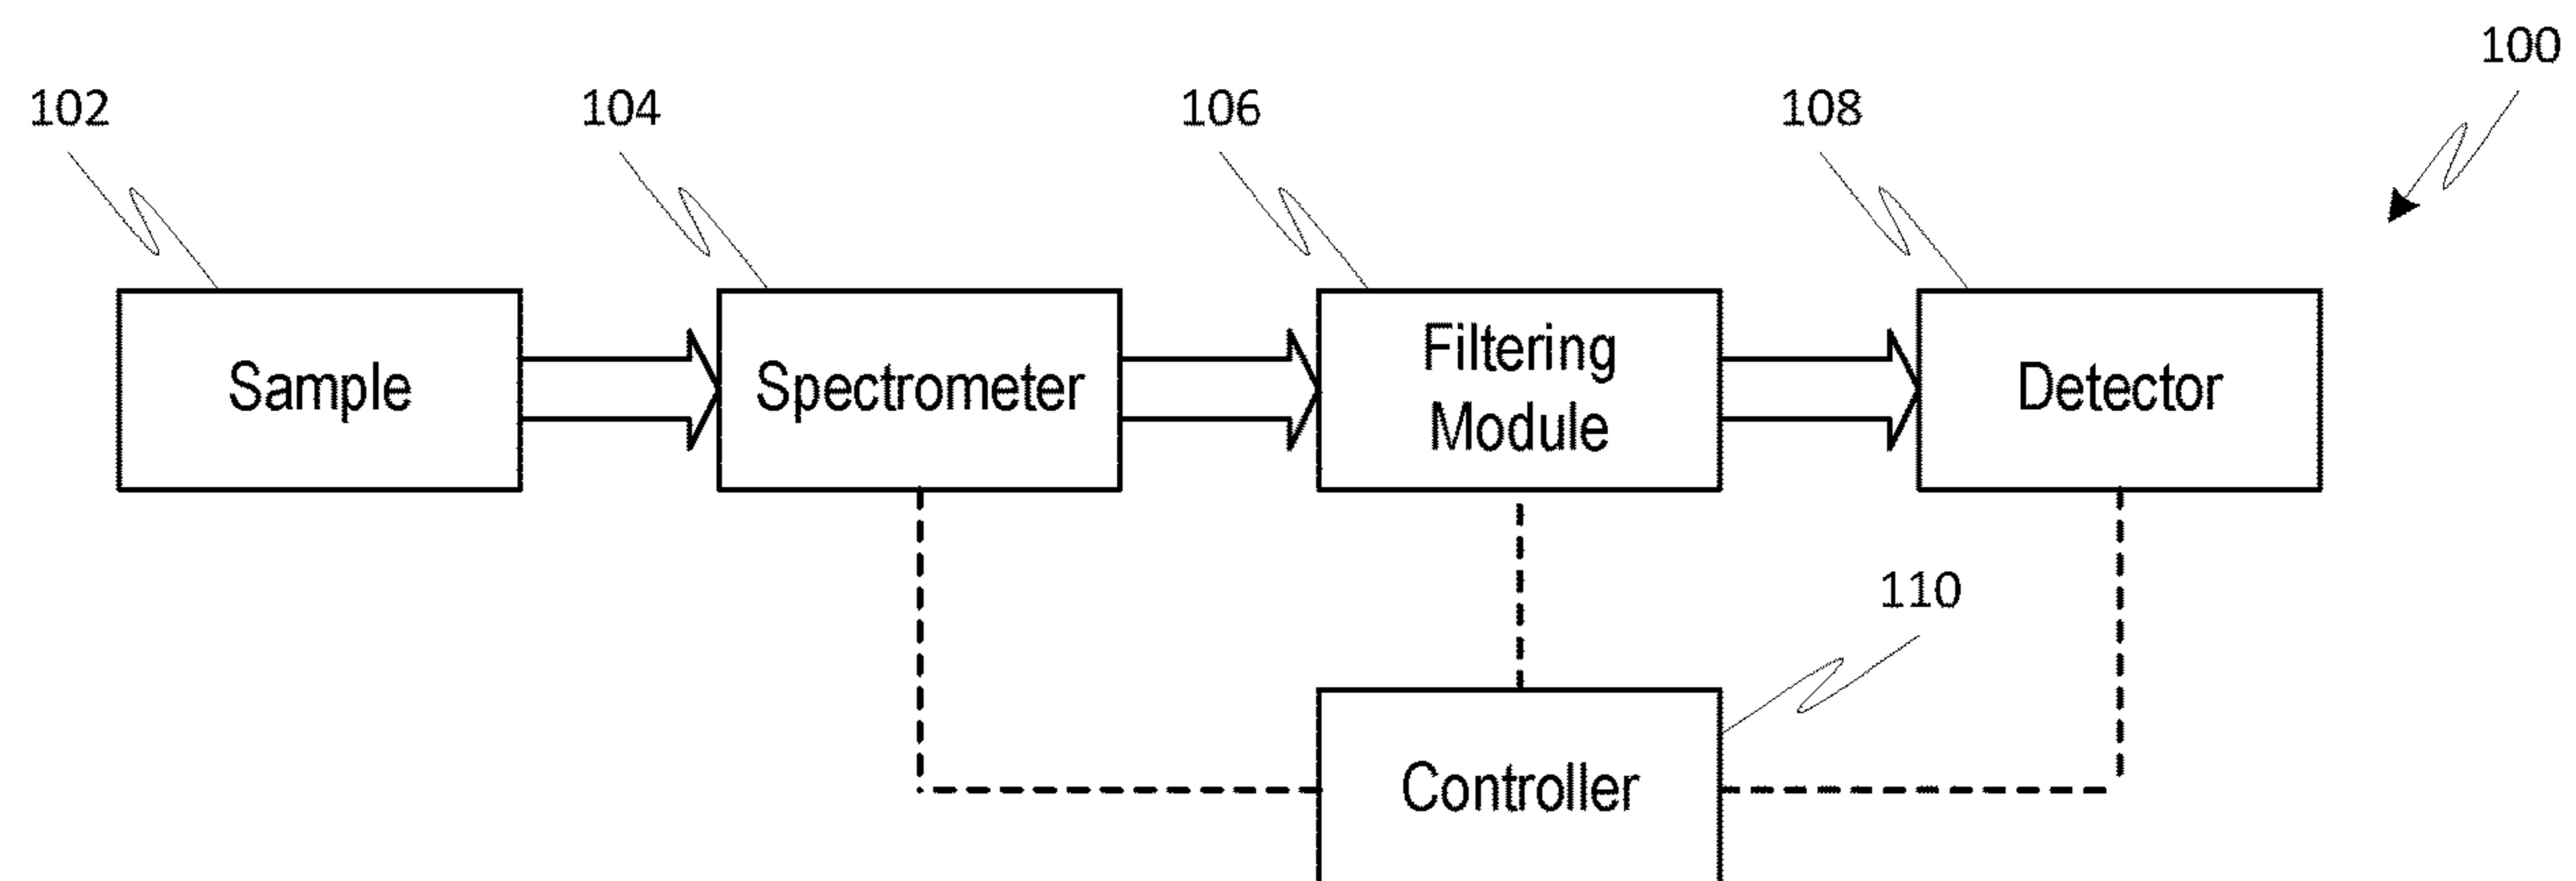 100
102
104
106
108
Sample
Spectrometer
Filtering
Module
Detector
110
Controller